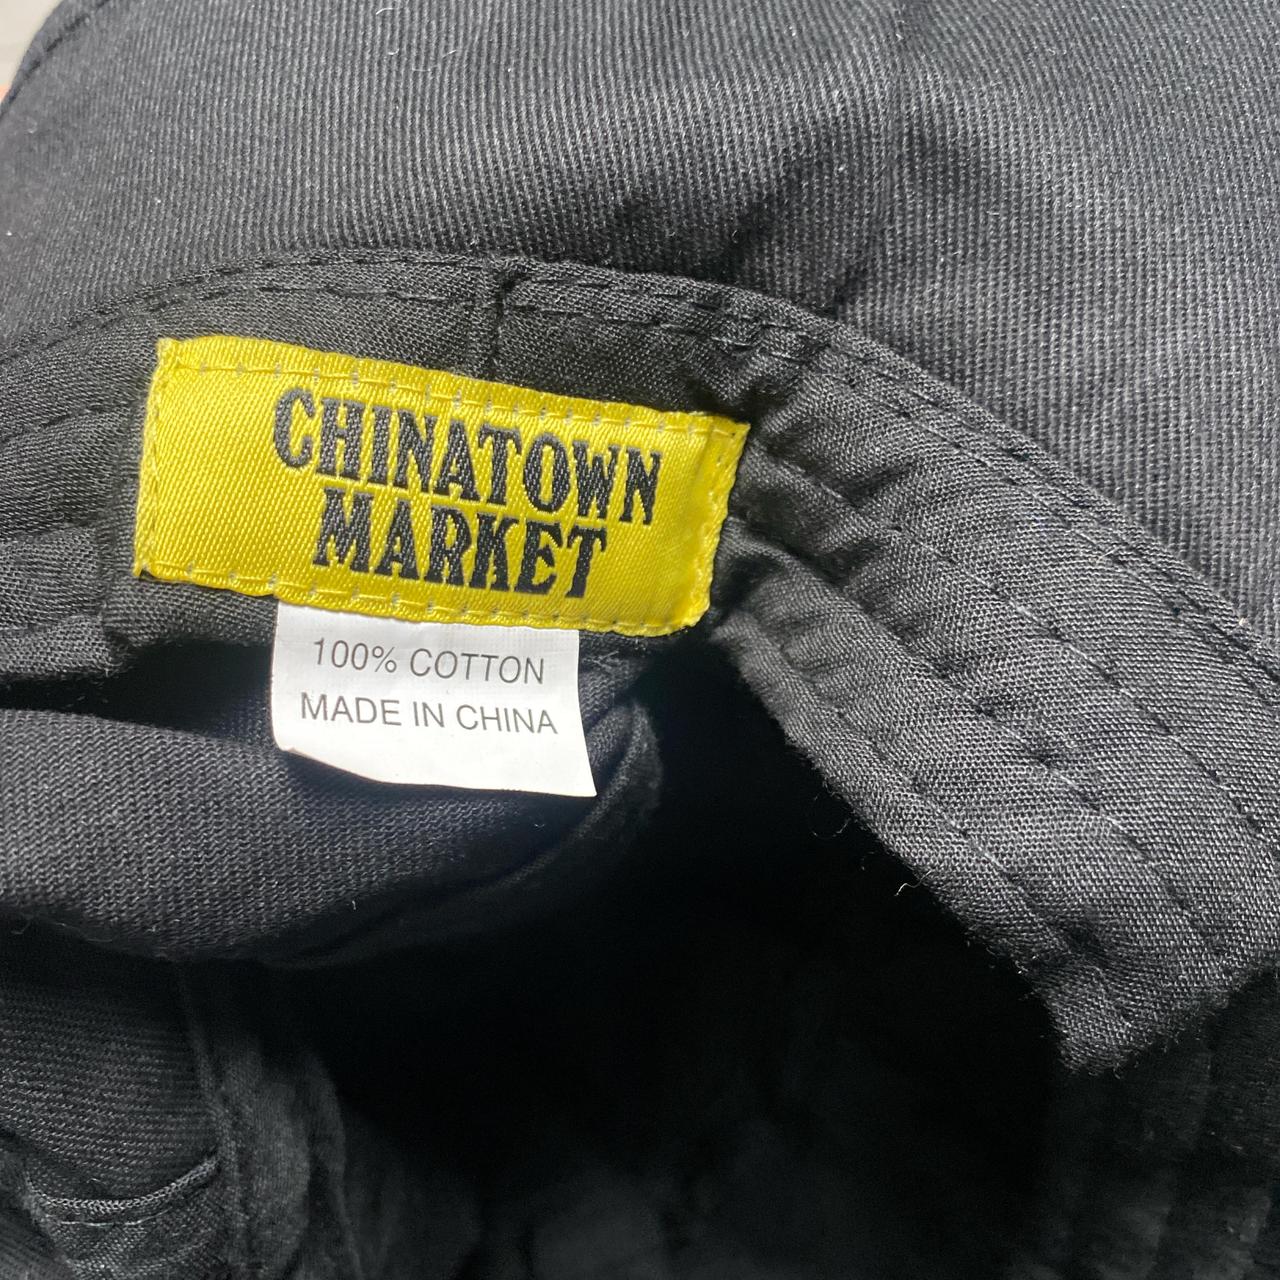 CHINATOWN
MARKET
100% COTTON
MADE IN CHINA